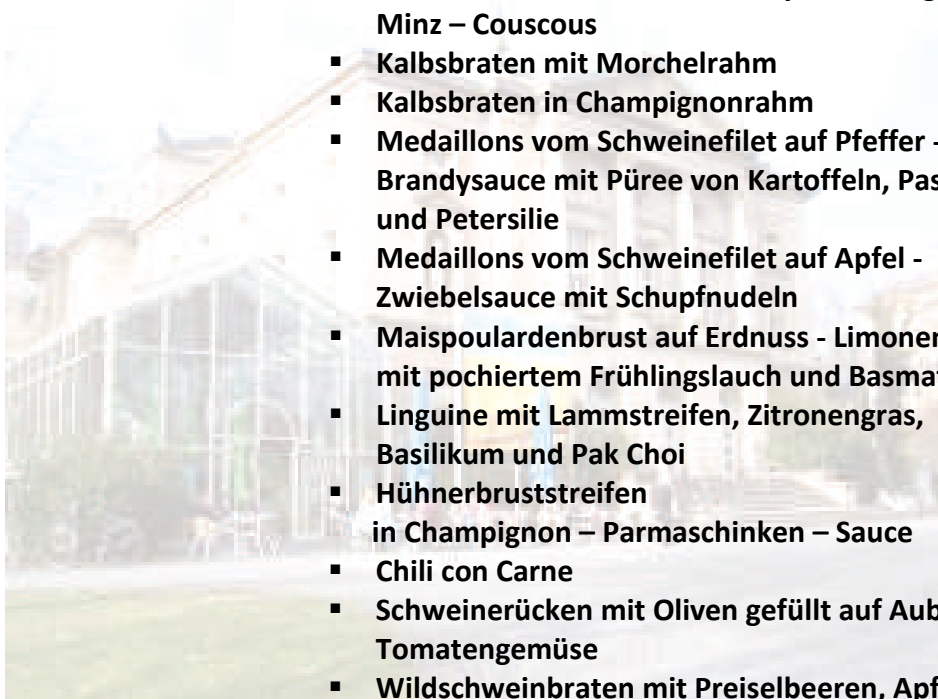 Minz – Couscous
▪ Kalbsbraten mit Morchelrahm
▪ Kalbsbraten in Champignonrahm
▪ Medaillons vom Schweinefilet auf Pfeffer -
Brandysauce mit Püree von Kartoffeln,
und Petersilie
▪ Medaillons vom Schweinefilet auf Apfel -
Zwiebelsauce mit Schupfnudeln
▪ Maispoulardenbrust auf Erdnuss -
mit pochiertem Frühlingslauch und
▪ Linguine mit Lammstreifen, Zitronengras,
Basilikum und Pak Choi
▪ Hühnerbruststreifen
in Champignon – Parmaschinken – Sauce
▪ Chili con Carne
▪ Schweinerücken mit Oliven gefüllt auf
Tomatengemüse
▪ Wildschweinbraten mit Preiselbeeren,